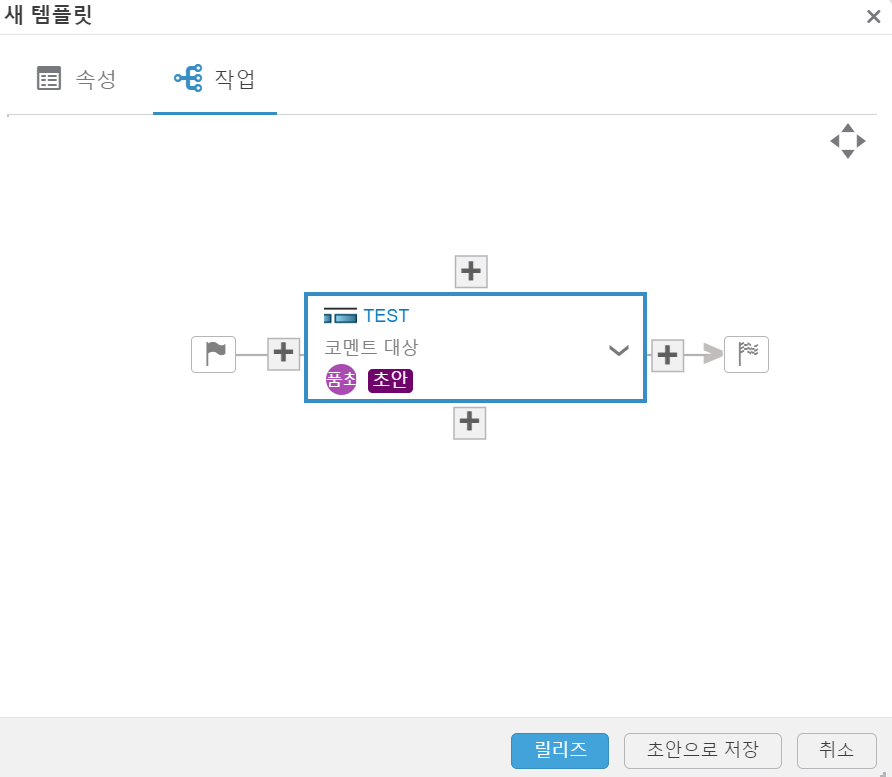 새 템플릿
속성
작업
TEST
코멘트 대상
품초 초안
릴리즈 초안으로 저장 취소